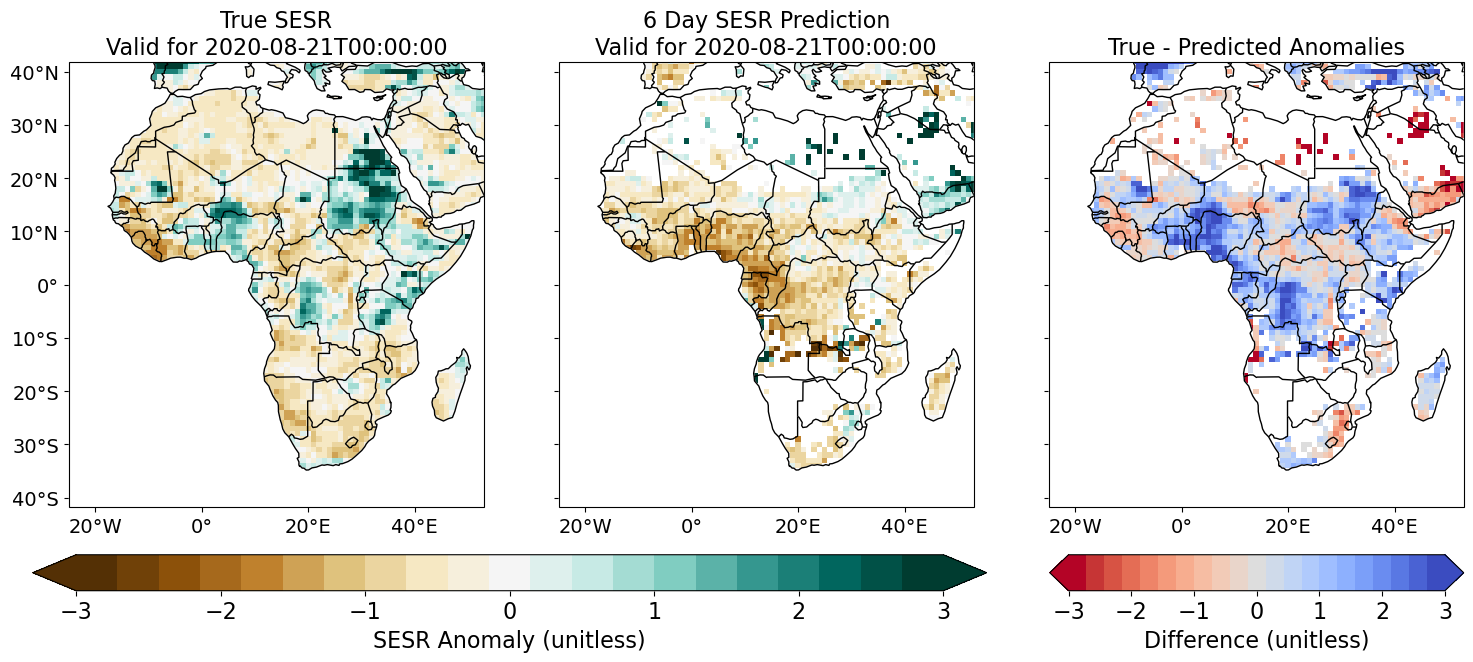 True SESR
Valid for 2020-08-21T00:00:00
6 Day SESR Prediction
Valid for 2020-08-21T00:00:00
True - Predicted Anomalies
40°N
30°N
20°N
10°N
0°
10°S
20°S
30°S
40°S
20°W 0° 20°E 40°E
20°W 0° 20°E 40°E
20°W 0° 20°E 40°E
−3 −2 −1 0 1 2 3
SESR Anomaly (unitless)
−3 −2 −1 0 1 2 3
Difference (unitless)